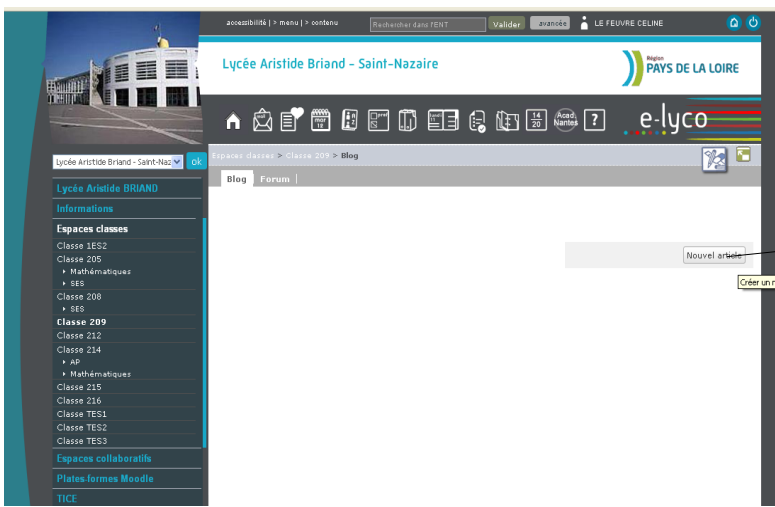 accessibilité | > menu | > contenu
Rechercher dans l'ENT
Valider
avancée
LE FEUVRE CELINE
Lycée Aristide Briand - Saint-Nazaire
Région
PAYS DE LA LOIRE
14
20
Acad.
Nantes
?
e-lyco
Lycée Aristide Briand - Saint-Naz
ok
Espaces classes > Classe 209 > Blog
Blog
Forum
Lycée Aristide BRIAND
Informations
Espaces classes
Classe 1ES2
Classe 205
Mathématiques
SES
Classe 208
SES
Classe 209
Classe 212
Classe 214
AP
Mathématiques
Classe 215
Classe 216
Classe TES1
Classe TES2
Classe TES3
Espaces collaboratifs
Plates-formes Moodle
TICE
Nouvel article
Créer un